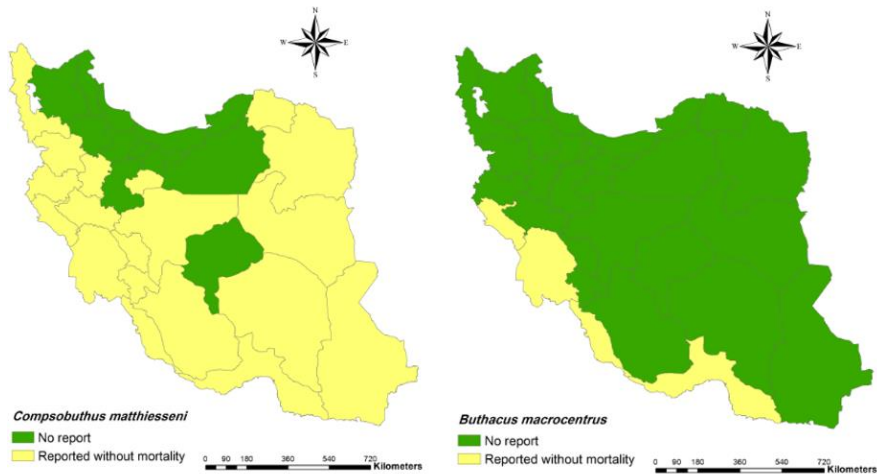 N
W E
S
Compsobuthus matthiesseni
No report
Reported without mortality
0 90 180 360 540 720
Kilometers
N
W E
S
Buthacus macrocentrus
No report
Reported without mortality
0 90 180 360 540 720
Kilometers